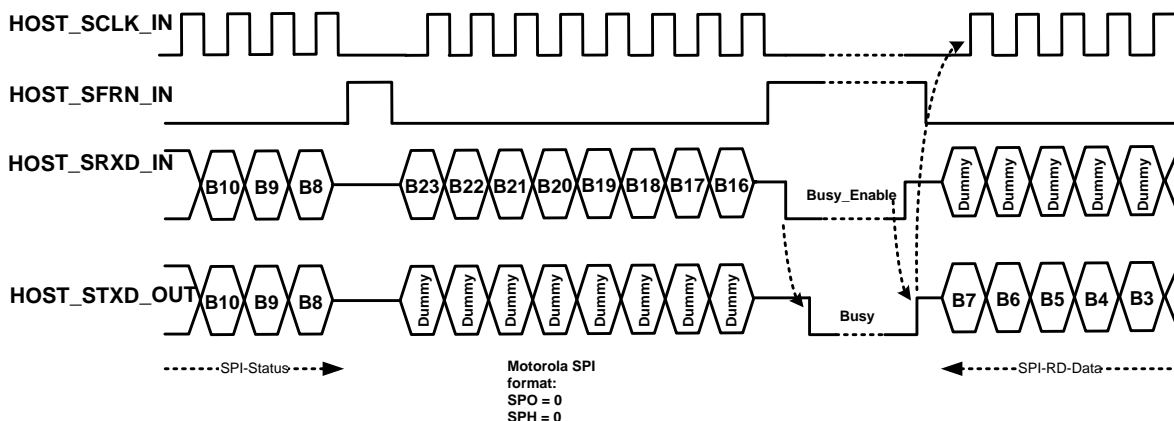 HOST_SCLK_IN
HOST_SFRN_IN
HOST_SRXD_IN
B10 B9 B8 B23 B22 B21 B20 B19 B18 B17 B16 Busy_Enable Dummy Dummy Dummy Dummy Dummy
HOST_STXD_OUT
B10 B9 B8 Dummy Dummy Dummy Dummy Dummy Dummy Dummy Dummy Busy B7 B6 B5 B4 B3
SPI-Status
Motorola SPI
format:
SPO = 0
SPH = 0
SPI-RD-Data